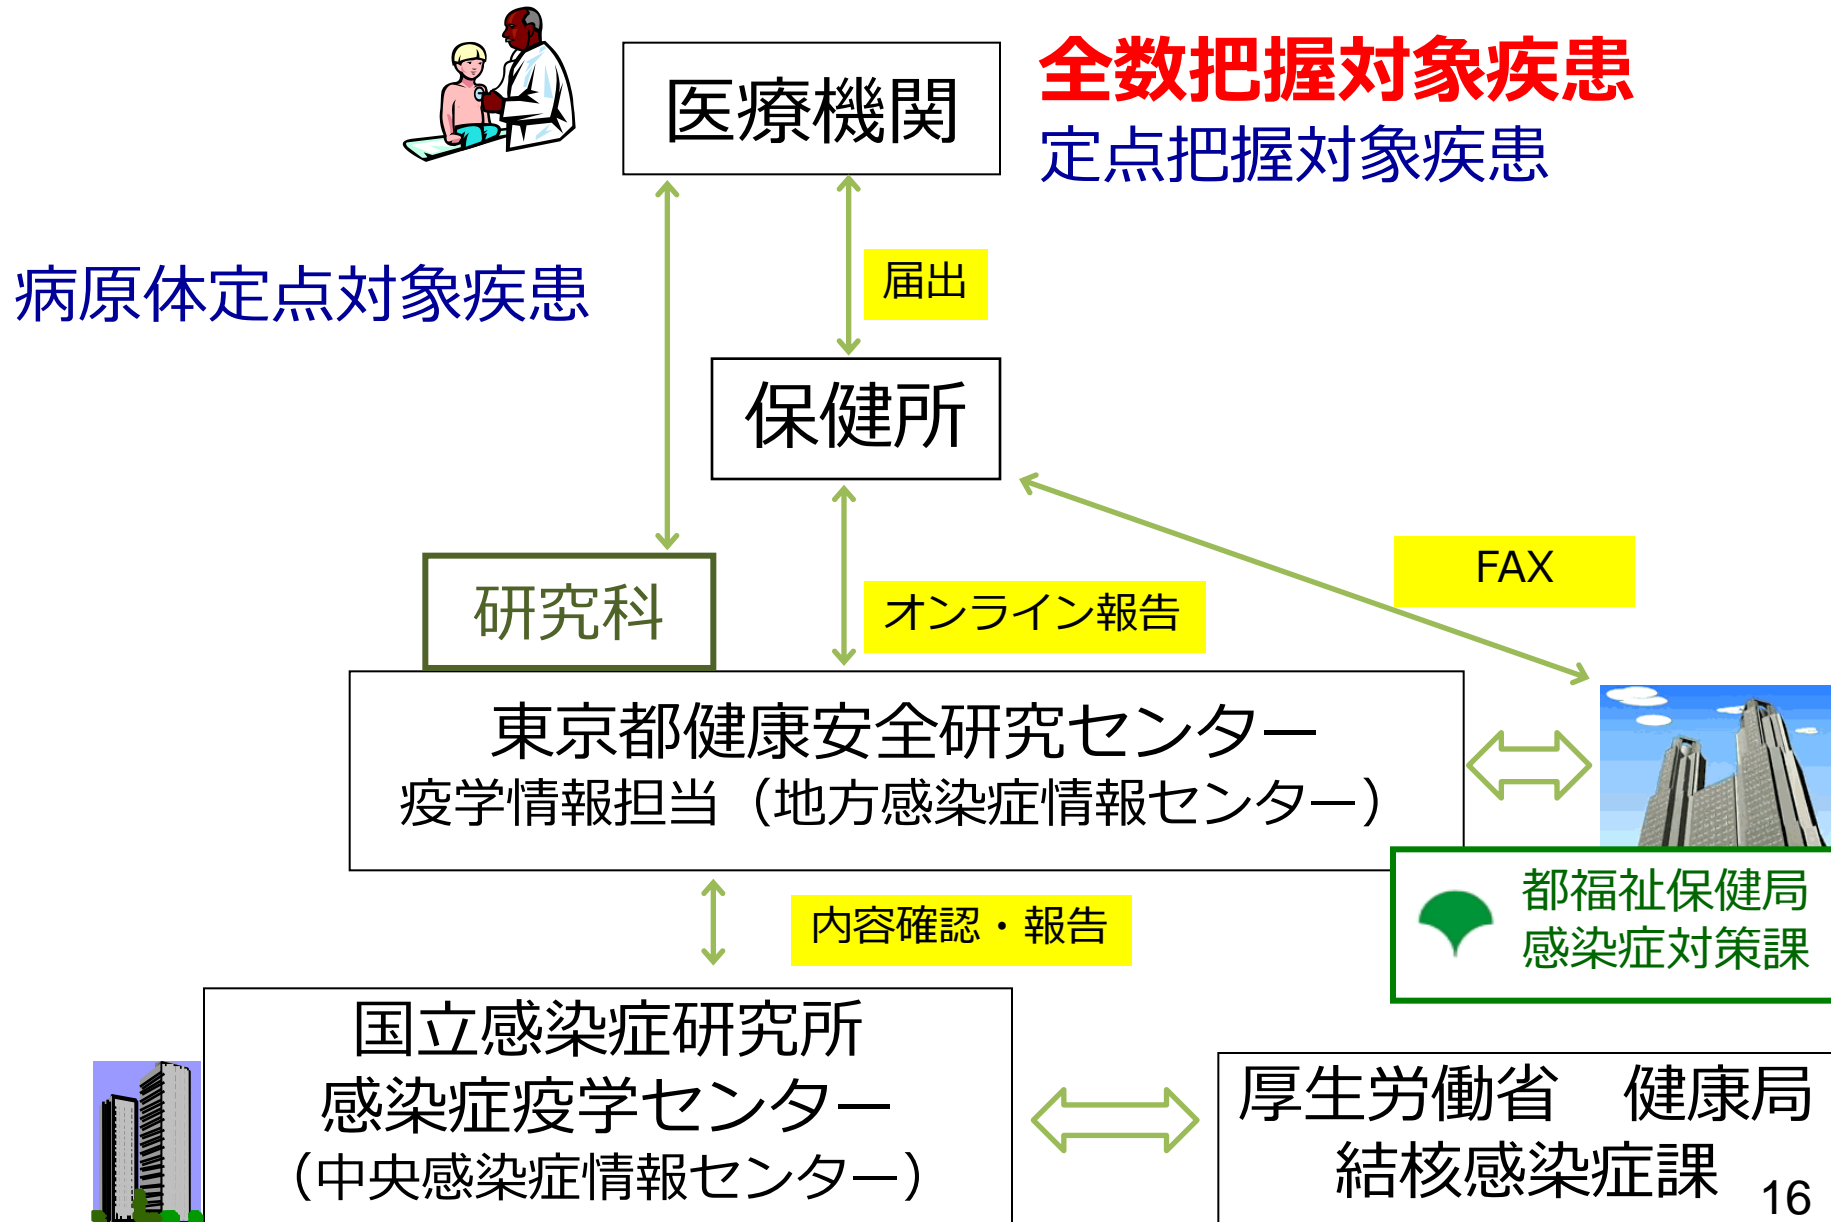 医療機関
全数把握対象疾患
定点把握対象疾患
病原体定点対象疾患
届出
保健所
FAX
研究科
オンライン報告
東京都健康安全研究センター
疫学情報担当（地方感染症情報センター）
都福祉保健局
感染症対策課
内容確認・報告
国立感染症研究所
感染症疫学センター
（中央感染症情報センター）
厚生労働省　健康局
結核感染症課
16